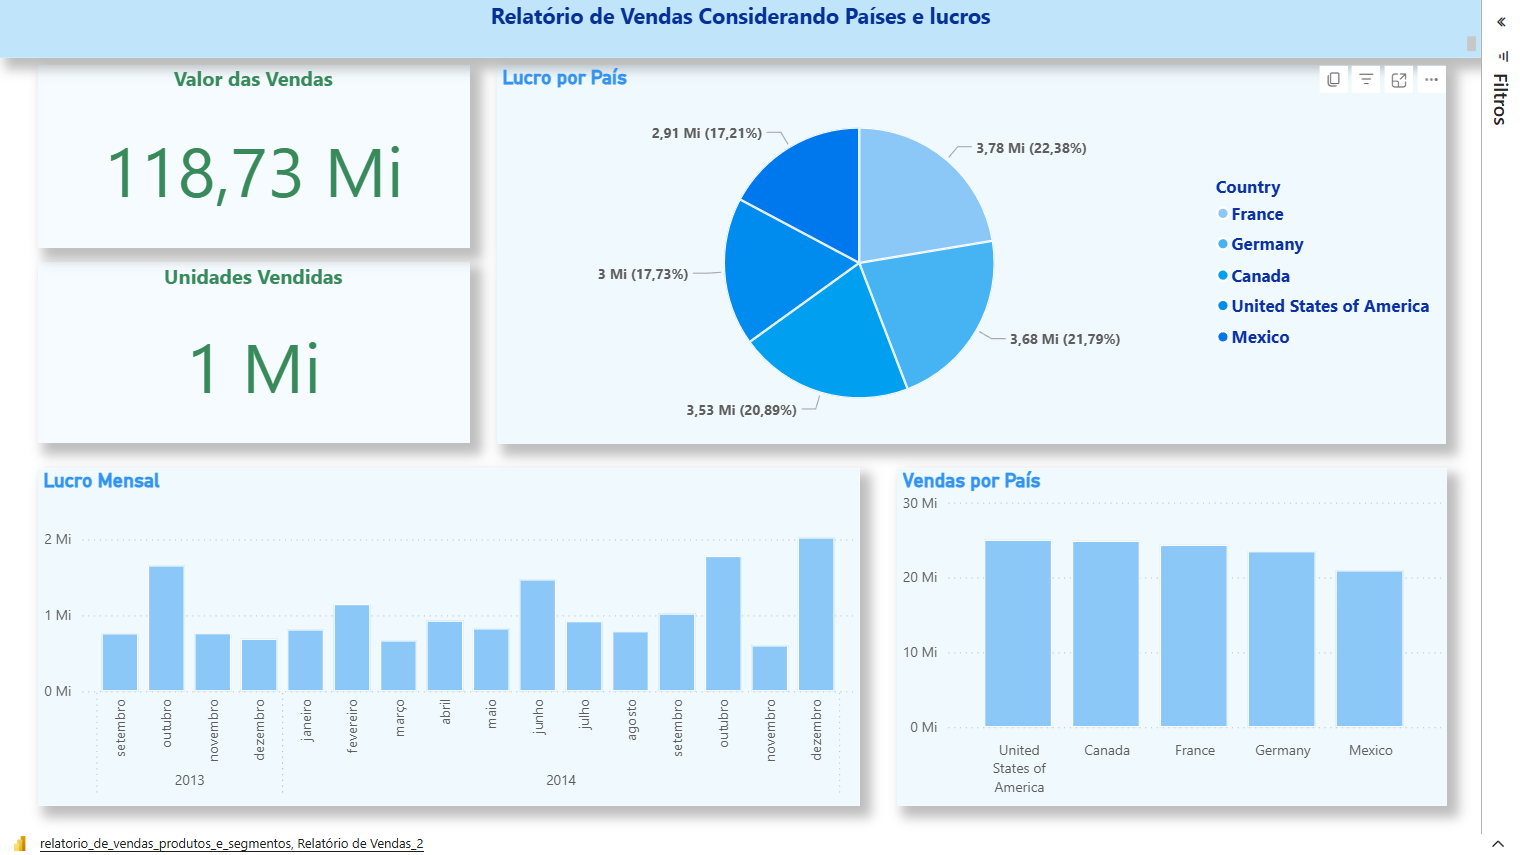 Relatório de Vendas Considerando Países e lucros
Filtros
Valor das Vendas
118,73 Mi
Unidades Vendidas
1 Mi
Lucro por País
2,91 Mi (17,21%)
3,78 Mi (22,38%)
3 Mi (17,73%)
3,68 Mi (21,79%)
3,53 Mi (20,89%)
Country
France
Germany
Canada
United States of America
Mexico
Lucro Mensal
2 Mi
1 Mi
0 Mi
setembro
outubro
novembro
dezembro
janeiro
fevereiro
março
abril
maio
junho
julho
agosto
setembro
outubro
novembro
dezembro
2013
2014
Vendas por País
30 Mi
20 Mi
10 Mi
0 Mi
United
States of
America
Canada
France
Germany
Mexico
relatorio_de_vendas_produtos_e_segmentos, Relatório de Vendas_2